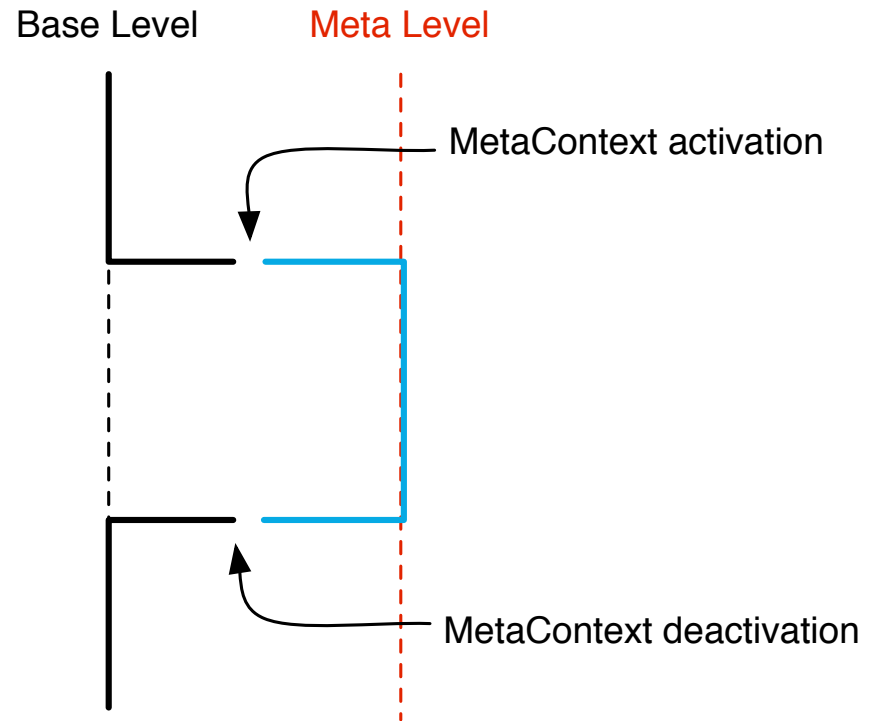 Base Level
Meta Level
MetaContext activation
MetaContext deactivation